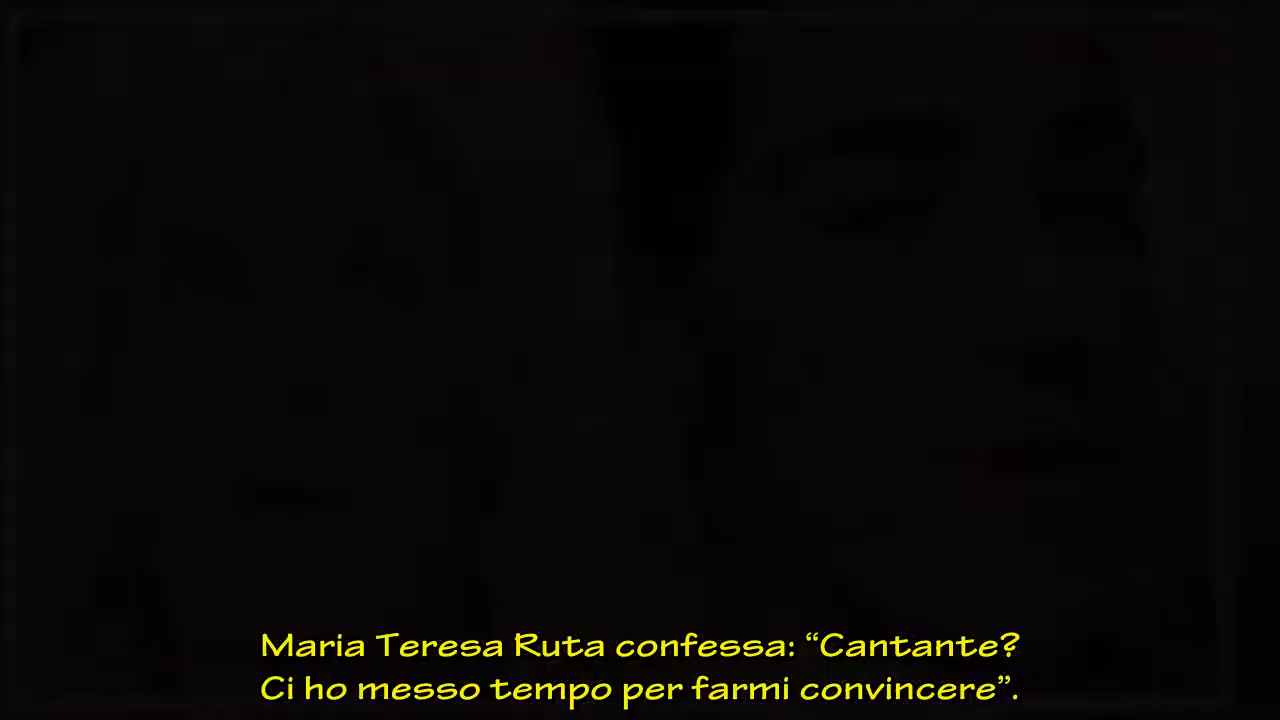 Maria Teresa Ruta confessa: “Cantante?
Ci ho messo tempo per farmi convincere”.